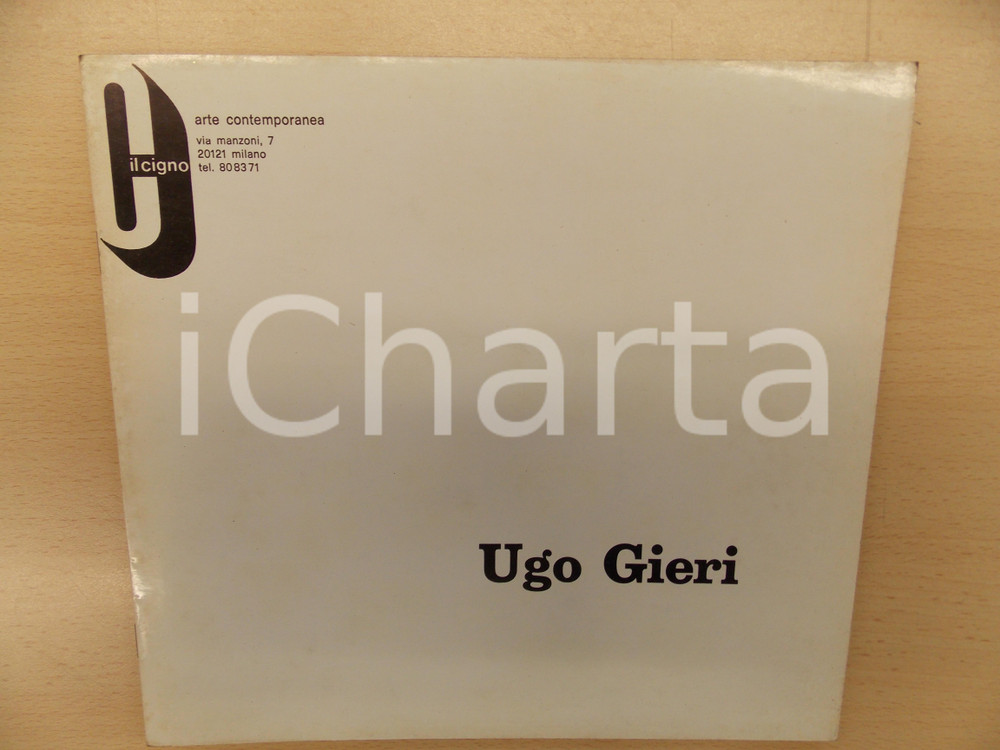 arte contemporanea
via manzoni, 7
20121 milano
il cigno
tel. 808371
iCharta
Ugo Gieri